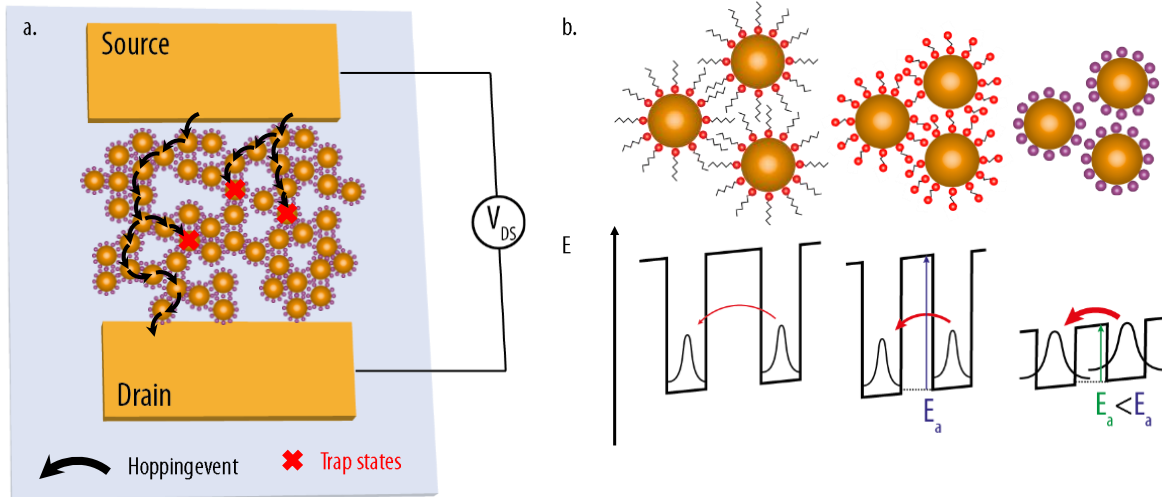 a.
Source
V
DS
Drain
Hoppingevent
Trap states
b.
E
E
a
E
a
<E
a